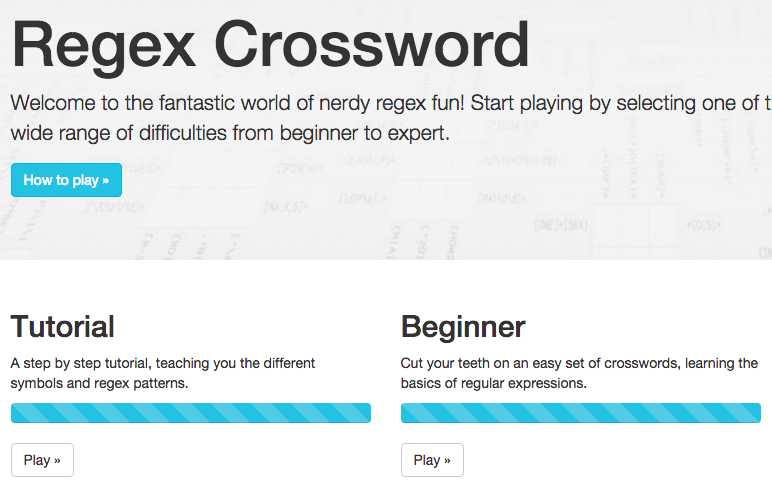 Regex Crossword
Welcome to the fantastic world of nerdy regex fun! Start playing by selecting one of t
wide range of difficulties from beginner to expert.
How to play »
Tutorial
Beginner
A step by step tutorial, teaching you the different
symbols and regex patterns.
Cut your teeth on an easy set of crosswords, learning the
basics of regular expressions.
Play »
Play »